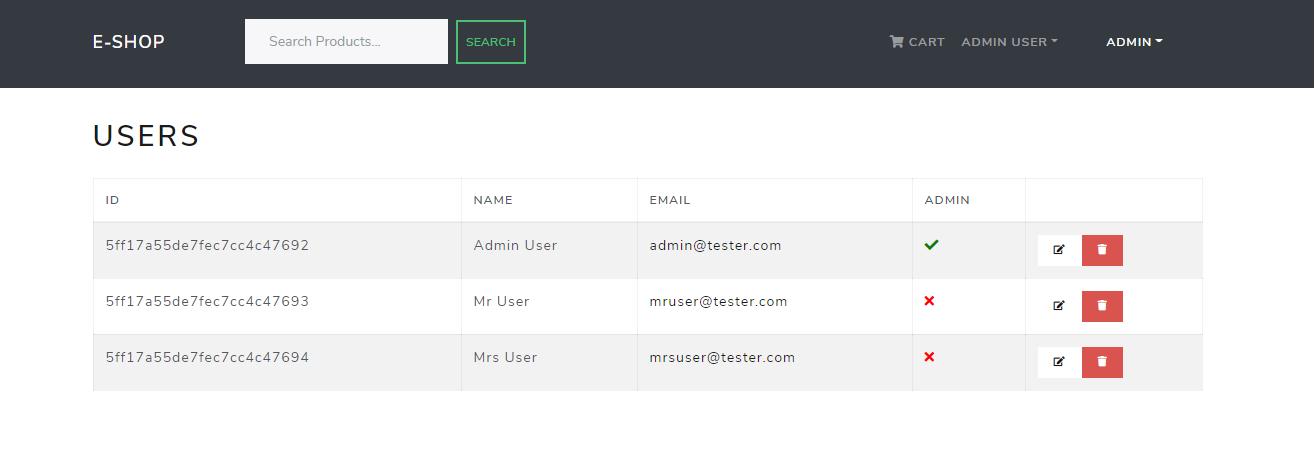 E-SHOP Search Products... SEARCH CART ADMIN USER ADMIN
USERS
ID NAME EMAIL ADMIN
5ff17a55de7fec7cc4c47692 Admin User admin@tester.com
5ff17a55de7fec7cc4c47693 Mr User mruser@tester.com
5ff17a55de7fec7cc4c47694 Mrs User mrsuser@tester.com